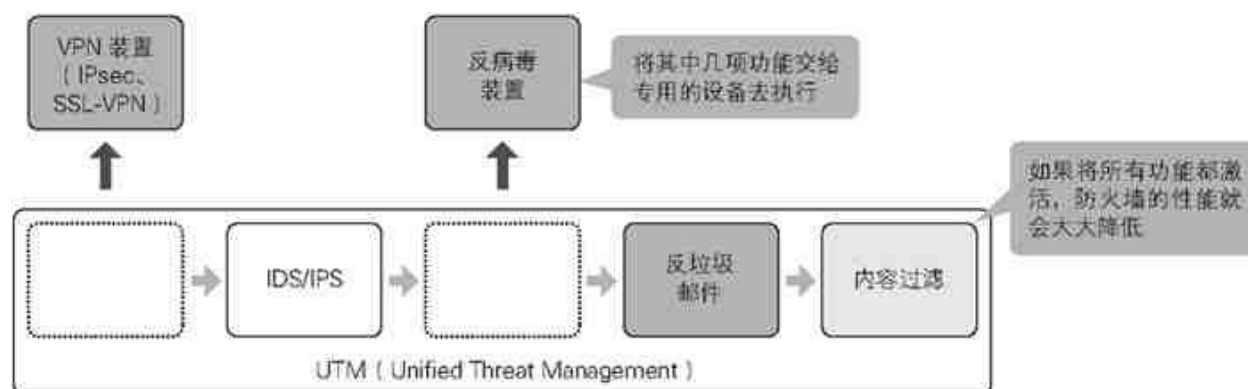 VPN 装置
（IPsec、
SSL-VPN）
反病毒
装置
将其中几项功能交给
专用的设备去执行
如果将所有功能都激
活，防火墙的性能就
会大大降低
IDS/IPS
反垃圾
邮件
内容过滤
UTM（Unified Threat Management）